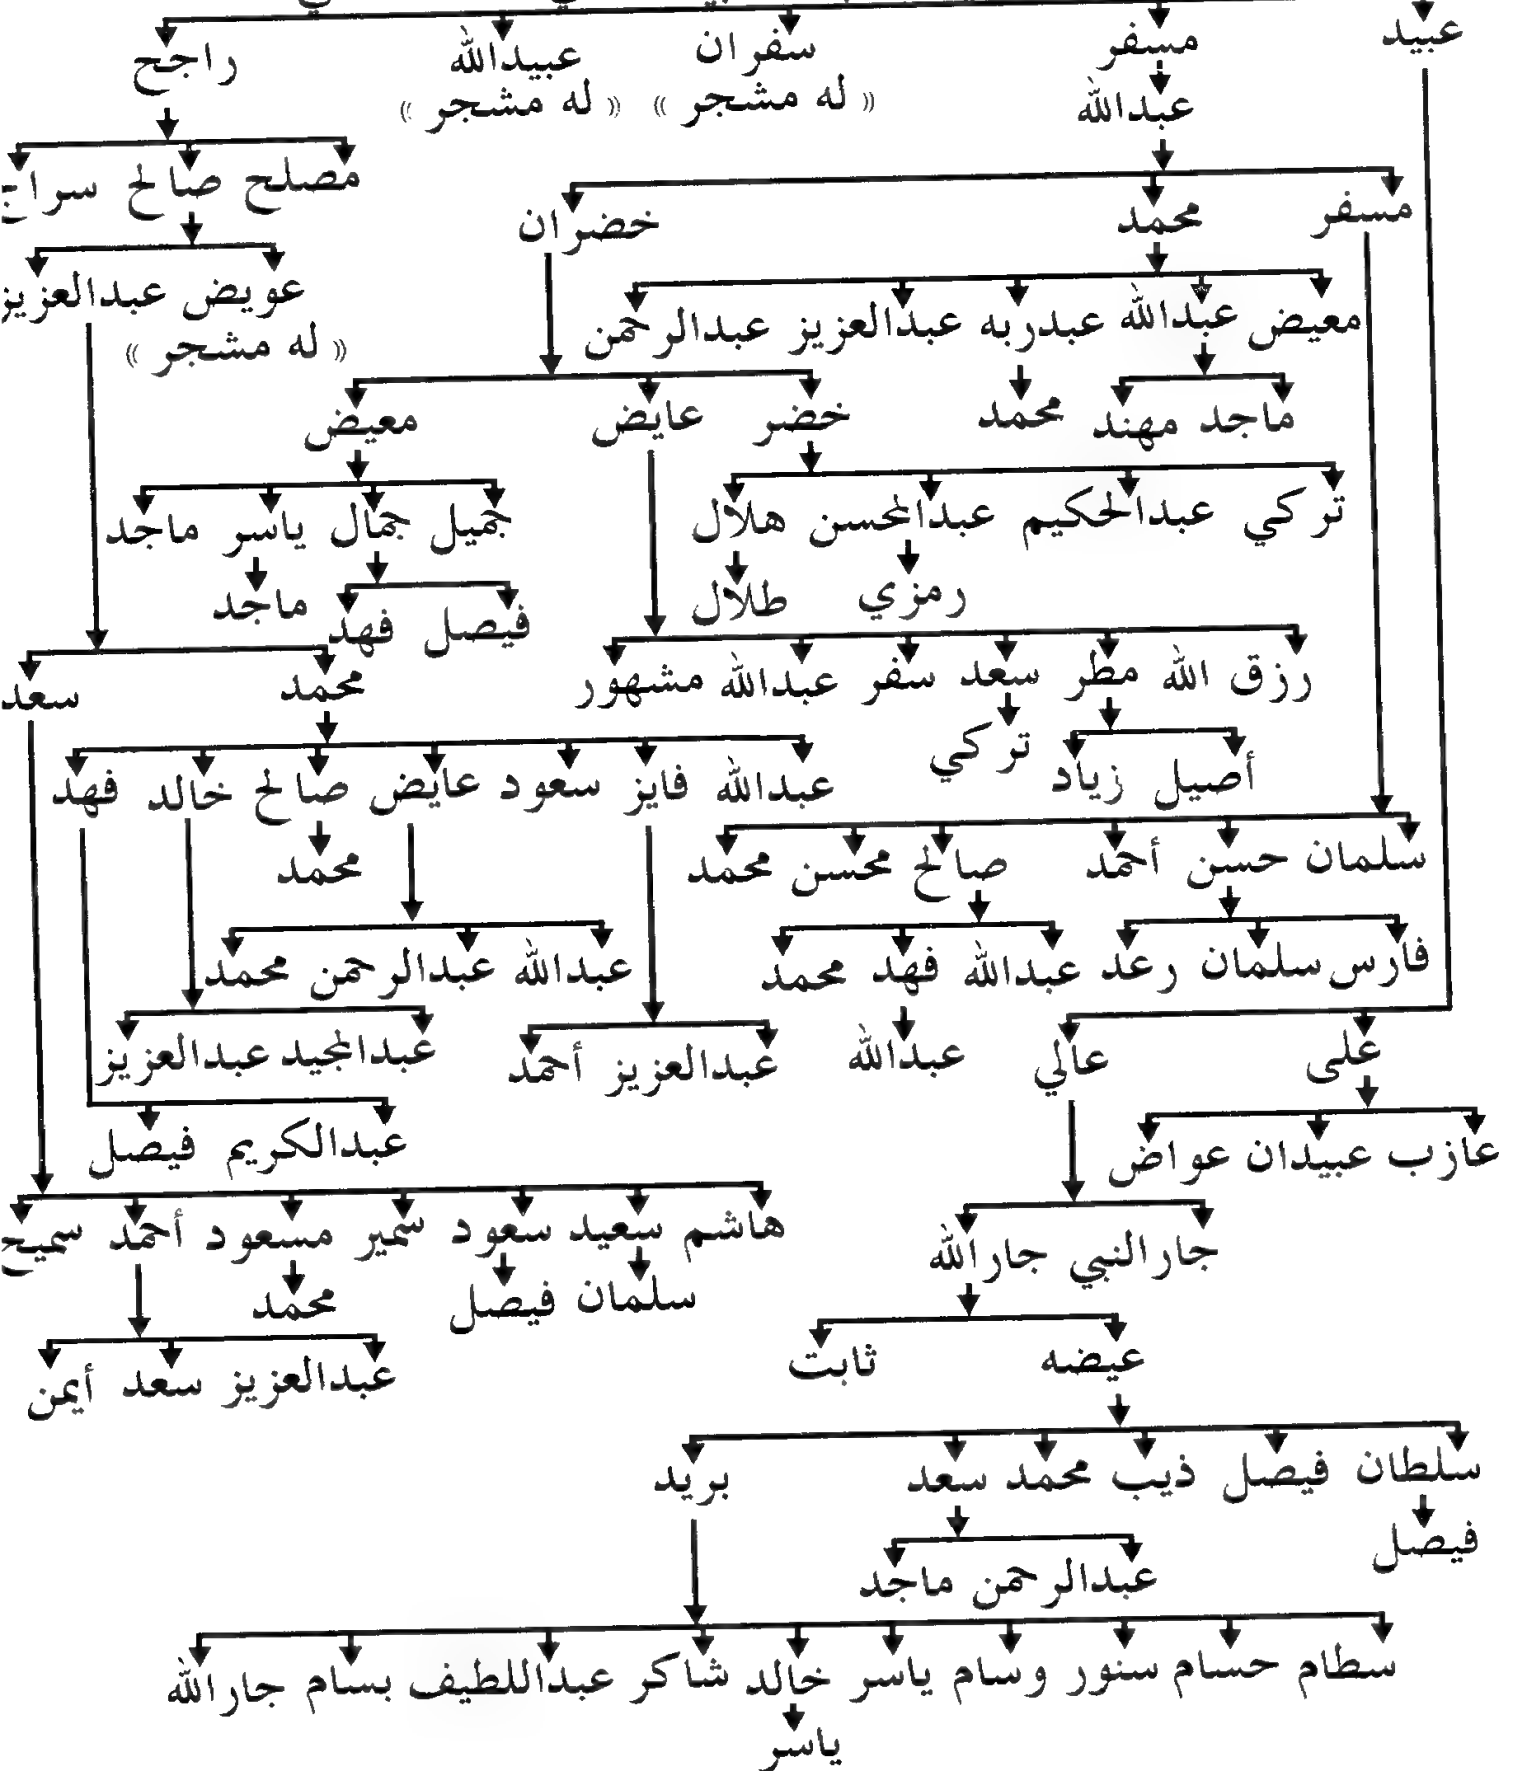 عبيد مسفر سفران عبيدالله راجح
« له مشجر » « له مشجر »
عبدالله
مصلح صالح سراج
مسفر محمد خضران
عويض عبدالعزيز
« له مشجر »
معيض عبدالله عبدربه عبدالعزيز عبدالرحمن
ماجد مهند محمد
خضر عايض معيض
تركي عبدالحكيم عبدالمحسن هلال
جميل جمال ياسر ماجد
رمزي طلال
فيصل فهد ماجد
رزق الله مطر سعد سفر عبدالله مشهور
محمد سعد
أصيل زياد تركي
عبدالله فايز سعود عايض صالح خالد فهد
سلمان حسن أحمد صالح محسن محمد
محمد
فارس سلمان رعد عبدالله فهد محمد
عبدالله عبدالرحمن محمد
على عالي عبدالله
عبدالعزيز أحمد
عبدالمجيد عبدالعزيز
عازب عبيدان عواض
عبدالكريم فيصل
جارالنبي جارالله
هاشم سعيد سعود سمير مسعود أحمد سميح
سلمان فيصل محمد
عيضه ثابت
عبدالعزيز سعد أيمن
سلطان فيصل ذيب محمد سعد بريد
فيصل
عبدالرحمن ماجد
سطام حسام سنور وسام ياسر خالد شاكر عبداللطيف بسام جارالله
ياسر